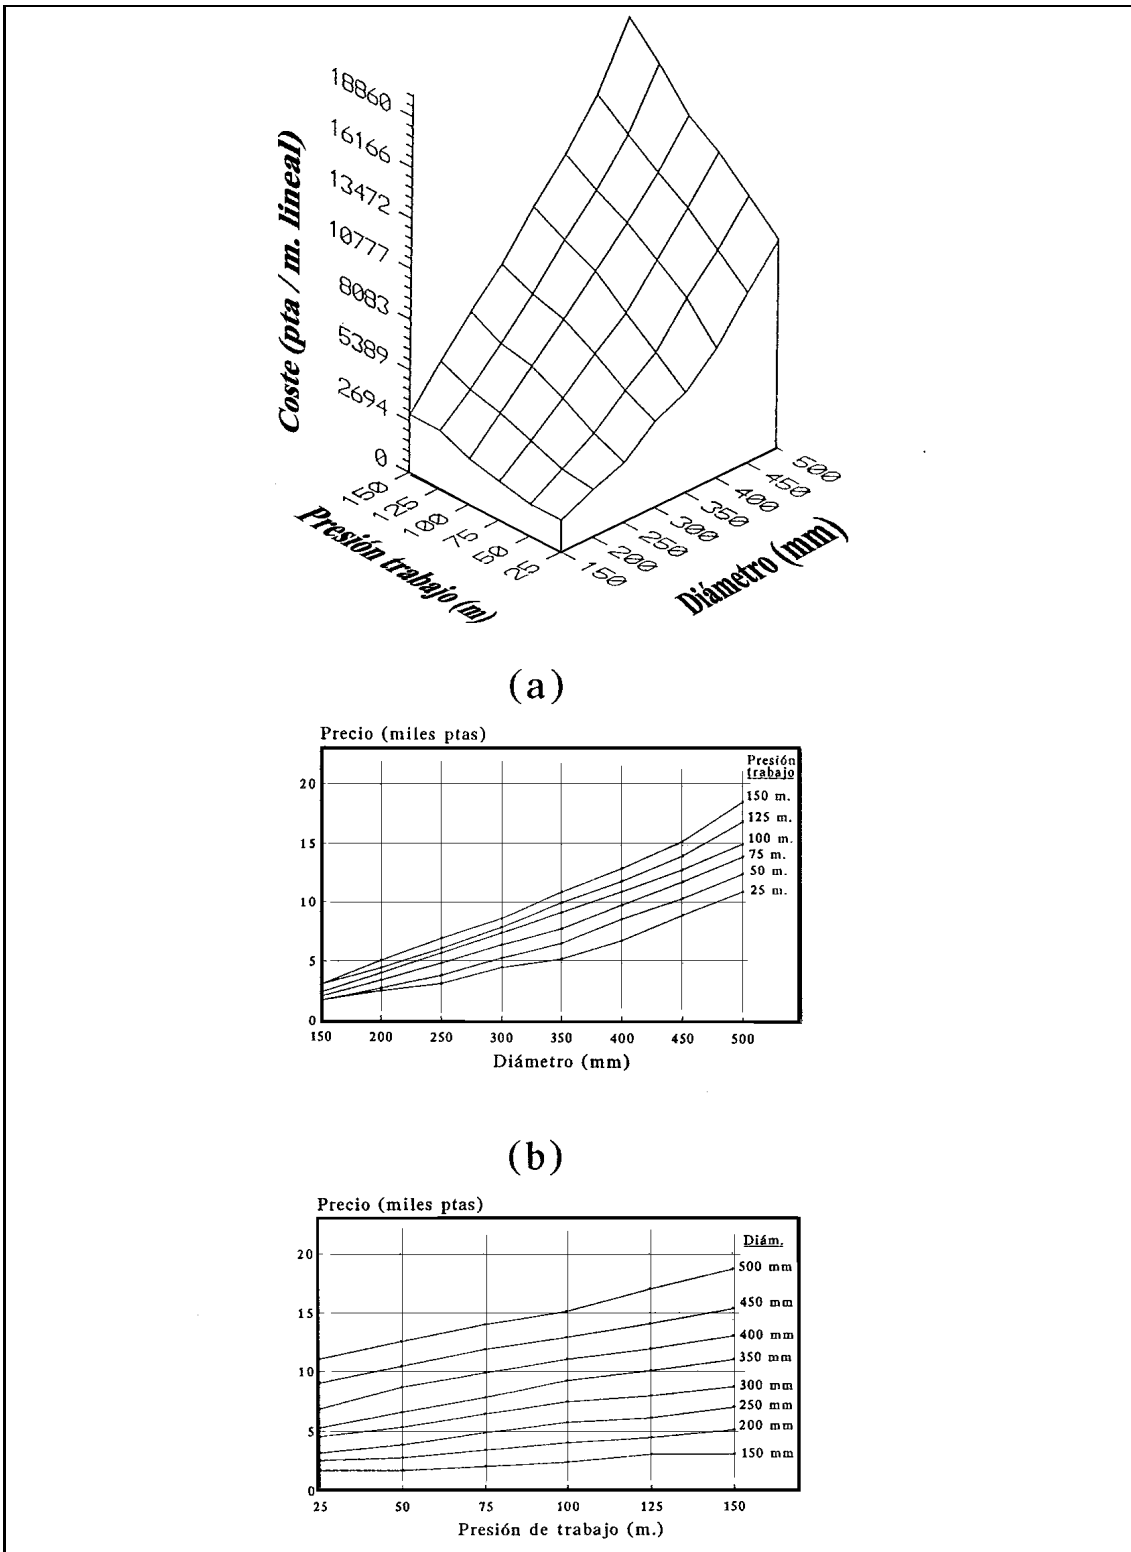 18860
16166
13472
10777
8083
5389
2694
0
Coste (pta / m. lineal)
150
125
100
75
50
25
Presión trabajo (m)
150
200
250
300
350
400
450
500
Diámetro (mm)
(a)
Precio (miles ptas)
Presión
trabajo
150 m.
125 m.
100 m.
75 m.
50 m.
25 m.
20
15
10
5
0
150 200 250 300 350 400 450 500
Diámetro (mm)
(b)
Precio (miles ptas)
Diám.
500 mm
450 mm
400 mm
350 mm
300 mm
250 mm
200 mm
150 mm
20
15
10
5
0
25 50 75 100 125 150
Presión de trabajo (m.)